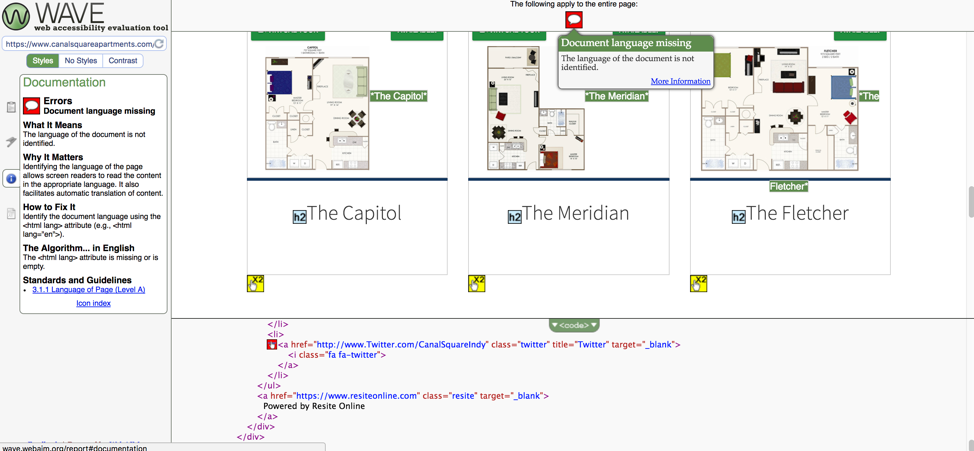 WAVE
web accessibility evaluation tool
https://www.canalsquareapartments.com/
Styles No Styles Contrast
Documentation
Errors
Document language missing
What It Means
The language of the document is not
identified.
Why It Matters
Identifying the language of the page
allows screen readers to read the content
in the appropriate language. It also
facilitates automatic translation of content.
How to Fix It
Identify the document language using the
<html lang> attribute (e.g., <html
lang="en">).
The Algorithm... in English
The <html lang> attribute is missing or is
empty.
Standards and Guidelines
3.1.1 Language of Page (Level A)
Icon index
wave.webaim.org/report#documentation
The following apply to the entire page:
Document language missing
The language of the document is not
identified.
More Information
CAPITOL
*"The Capitol"*
*"The Meridian"*
FLETCHER
*"The
Fletcher"*
h2 The Capitol
h2 The Meridian
h2 The Fletcher
X2
X2
X2
<code>
</li>
<li>
<a href="http://www.Twitter.com/CanalSquareIndy" class="twitter" title="Twitter" target="_blank">
<i class="fa fa-twitter">
</a>
</li>
</ul>
<a href="https://www.resiteonline.com" class="resite" target="_blank">
Powered by Resite Online
</a>
</div>
</div>